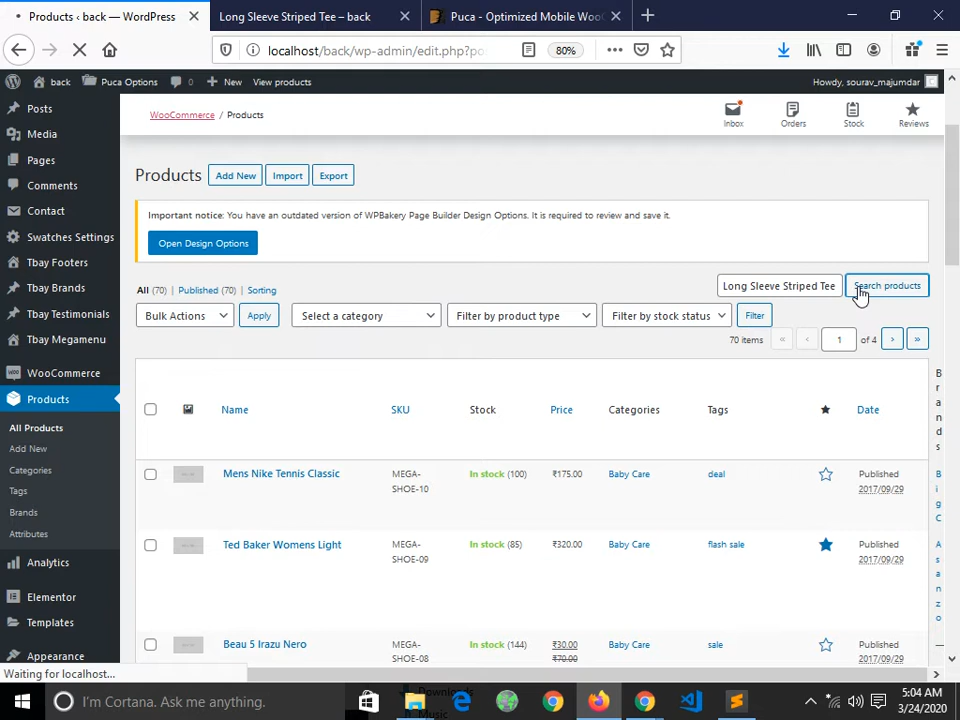 Products ‹ back — WordPress
Long Sleeve Striped Tee – back
Puca - Optimized Mobile WooC
localhost/back/wp-admin/edit.php?po
80%
back
Puca Options
0
New
View products
Howdy, sourav_majumdar
Posts
Media
Pages
Comments
Contact
Swatches Settings
Tbay Footers
Tbay Brands
Tbay Testimonials
Tbay Megamenu
WooCommerce
Products
All Products
Add New
Categories
Tags
Brands
Attributes
Analytics
Elementor
Templates
Appearance
WooCommerce / Products
Inbox
Orders
Stock
Reviews
Products
Add New
Import
Export
Important notice: You have an outdated version of WPBakery Page Builder Design Options. It is required to review and save it.
Open Design Options
All (70) Published (70) Sorting
Long Sleeve Striped Tee
Search products
Bulk Actions
Apply
Select a category
Filter by product type
Filter by stock status
Filter
70 items « ‹ 1 of 4 › »
Name SKU Stock Price Categories Tags Date Brands
Mens Nike Tennis Classic MEGA-SHOE-10 In stock (100) ₹175.00 Baby Care deal Published 2017/09/29 BigC
Ted Baker Womens Light MEGA-SHOE-09 In stock (85) ₹320.00 Baby Care flash sale Published 2017/09/29 Asanzo
Beau 5 Irazu Nero MEGA-SHOE-08 In stock (144) ₹30.00 ₹70.00 Baby Care sale Published 2017/09/29 —
Waiting for localhost...
I'm Cortana. Ask me anything.
Downloads
Music
5:04 AM
3/24/2020